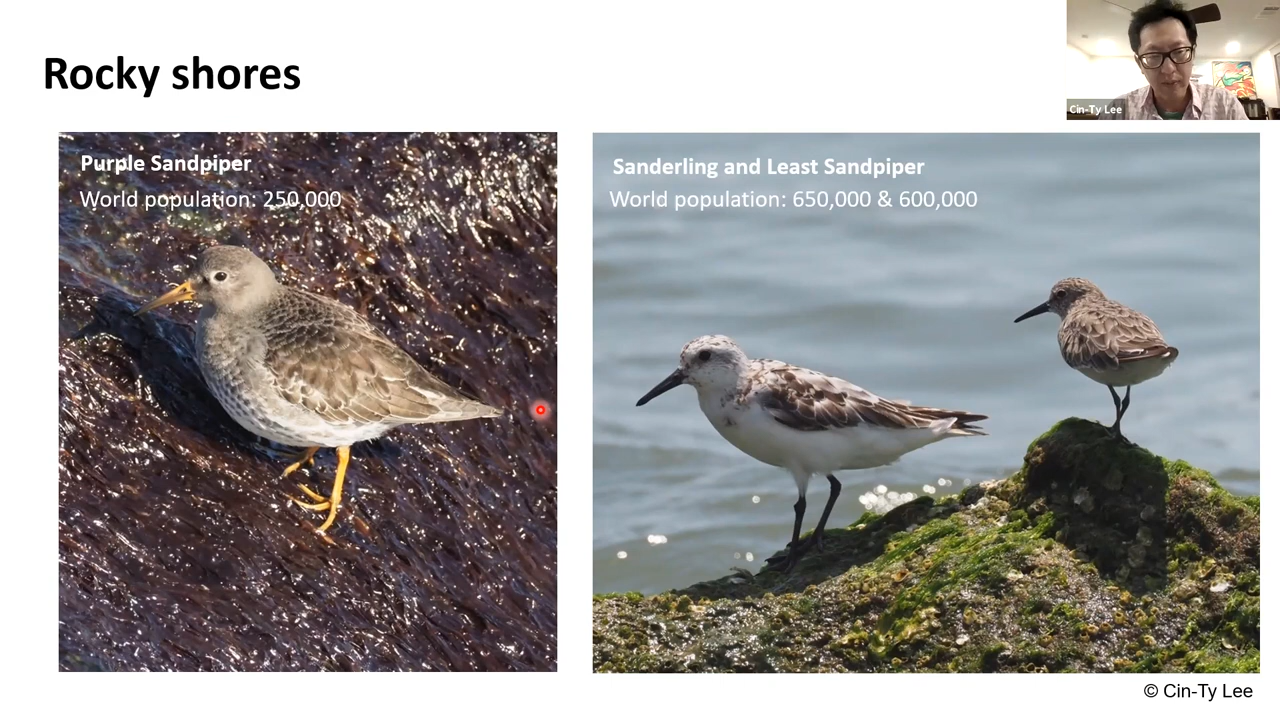 Rocky shores
Cin-Ty Lee
Purple Sandpiper
World population: 250,000
Sanderling and Least Sandpiper
World population: 650,000 & 600,000
© Cin-Ty Lee